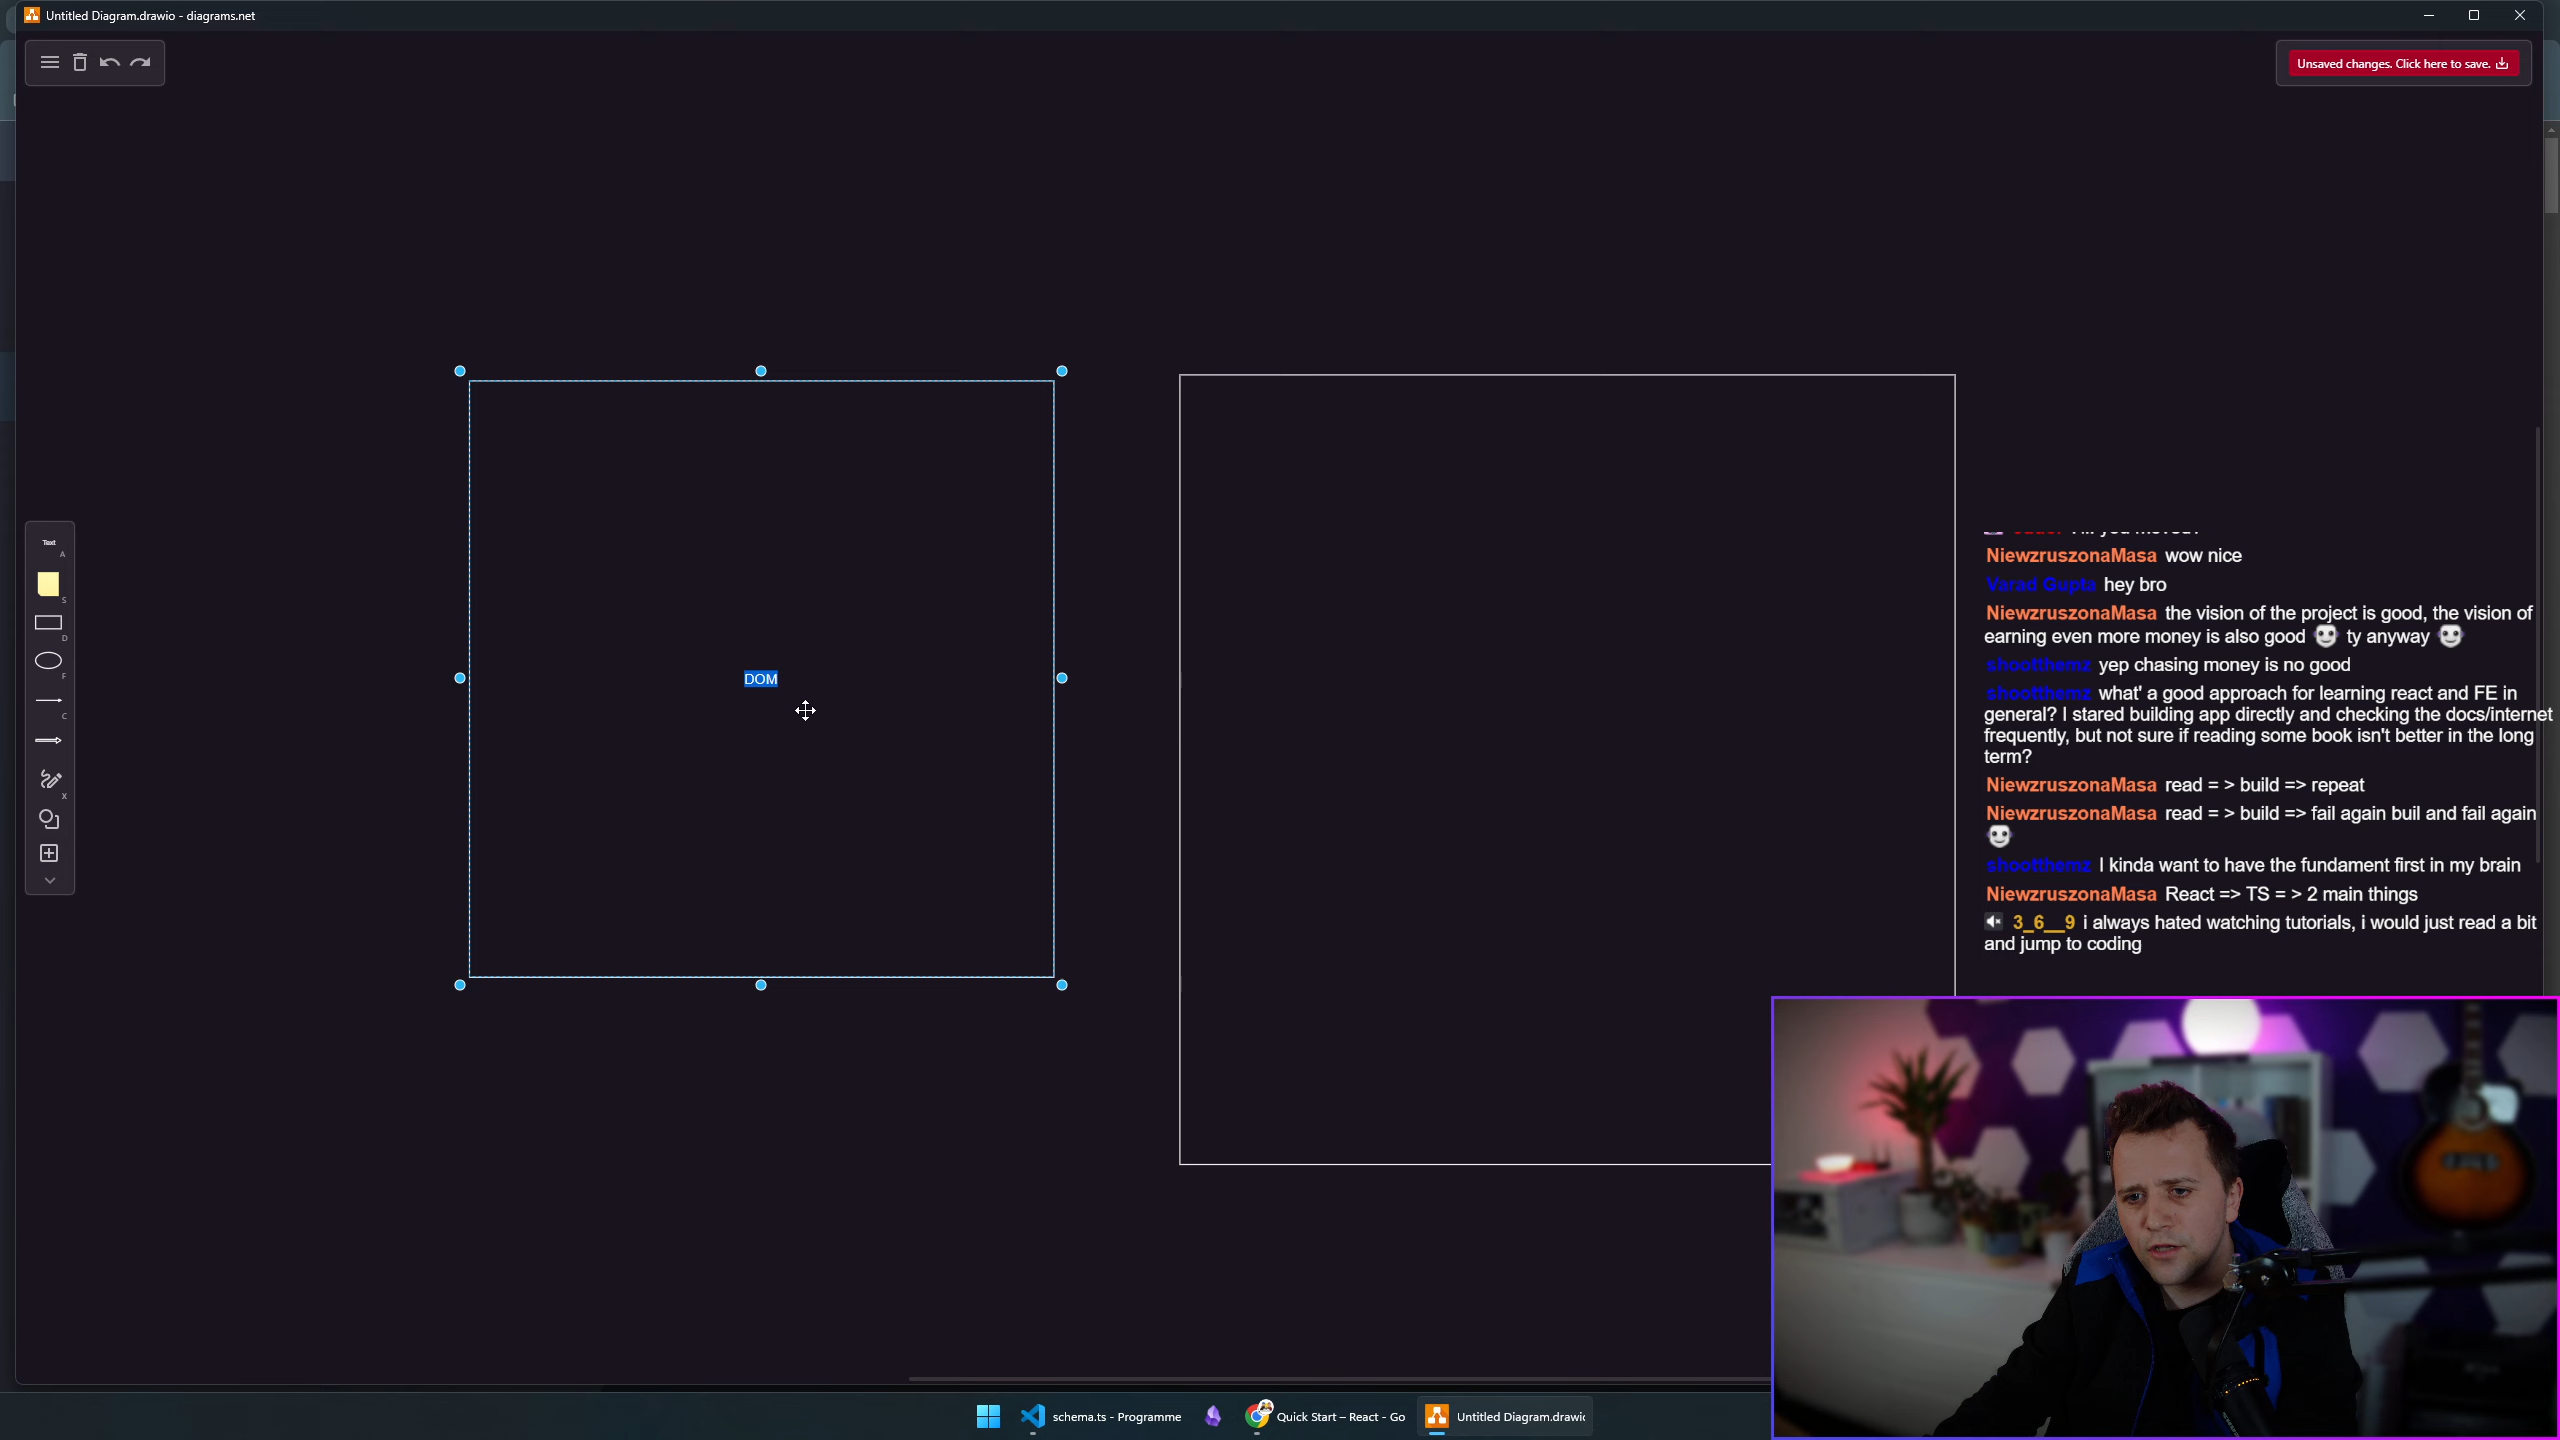 Untitled Diagram.drawio - diagrams.net
Unsaved changes. Click here to save.
Text
A
S
D
F
C
X
DOM
NiewzruszonaMasa wow nice
Varad Gupta hey bro
NiewzruszonaMasa the vision of the project is good, the vision of
earning even more money is also good ty anyway
shootthemz yep chasing money is no good
shootthemz what' a good approach for learning react and FE in
general? I stared building app directly and checking the docs/internet
frequently, but not sure if reading some book isn't better in the long
term?
NiewzruszonaMasa read = > build => repeat
NiewzruszonaMasa read = > build => fail again buil and fail again
shootthemz I kinda want to have the fundament first in my brain
NiewzruszonaMasa React => TS = > 2 main things
3_6__9 i always hated watching tutorials, i would just read a bit
and jump to coding
schema.ts - Programme
Quick Start – React - Go
Untitled Diagram.drawio